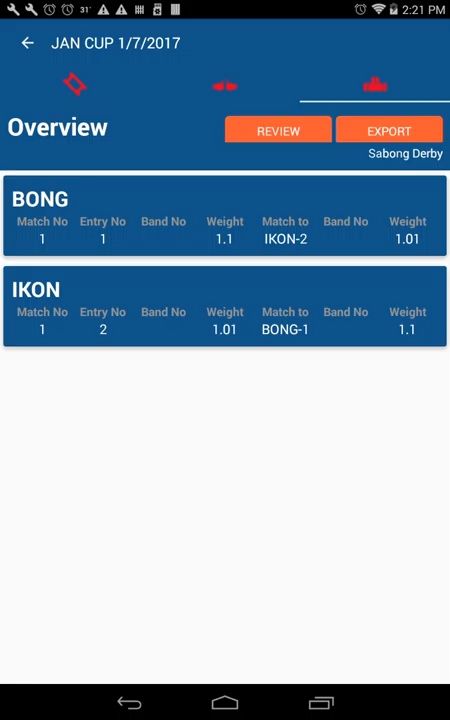 31° 2:21 PM
JAN CUP 1/7/2017
Overview REVIEW EXPORT
Sabong Derby
BONG
Match No Entry No Band No Weight Match to Band No Weight
1 1 1.1 IKON-2 1.01
IKON
Match No Entry No Band No Weight Match to Band No Weight
1 2 1.01 BONG-1 1.1